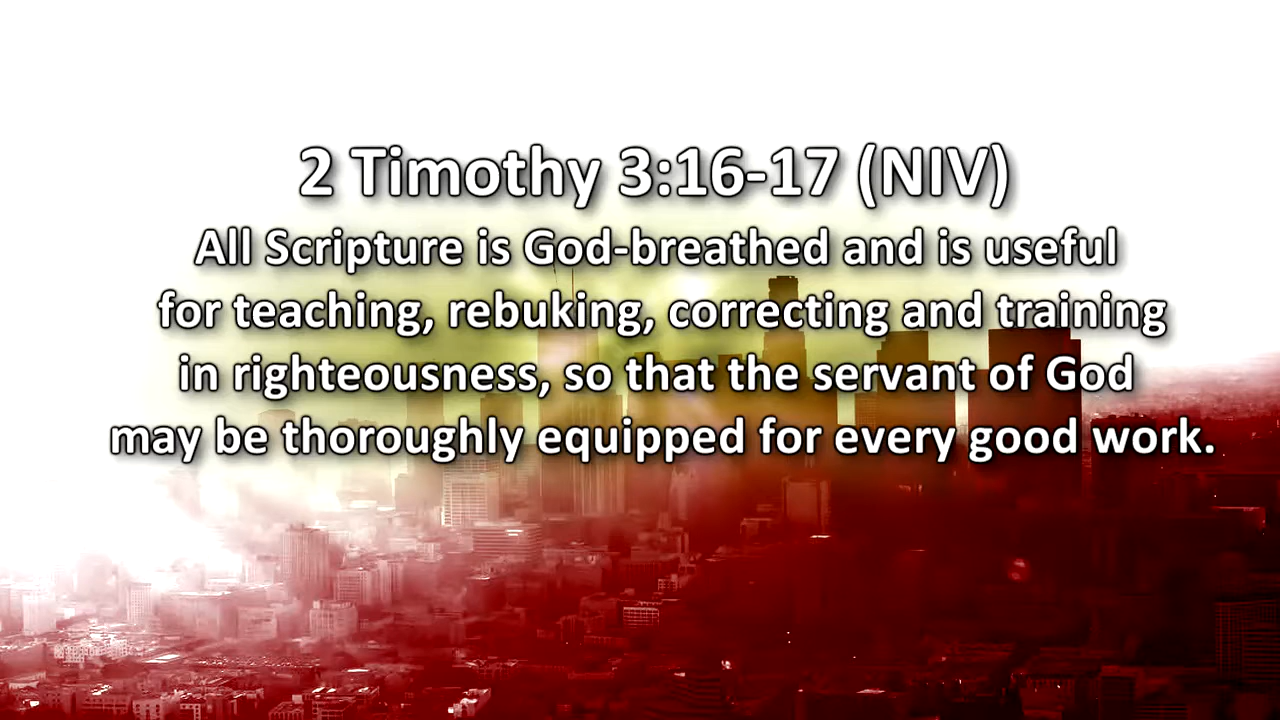 2 Timothy 3:16-17 (NIV)
All Scripture is God-breathed and is useful
for teaching, rebuking, correcting and training
in righteousness, so that the servant of God
may be thoroughly equipped for every good work.